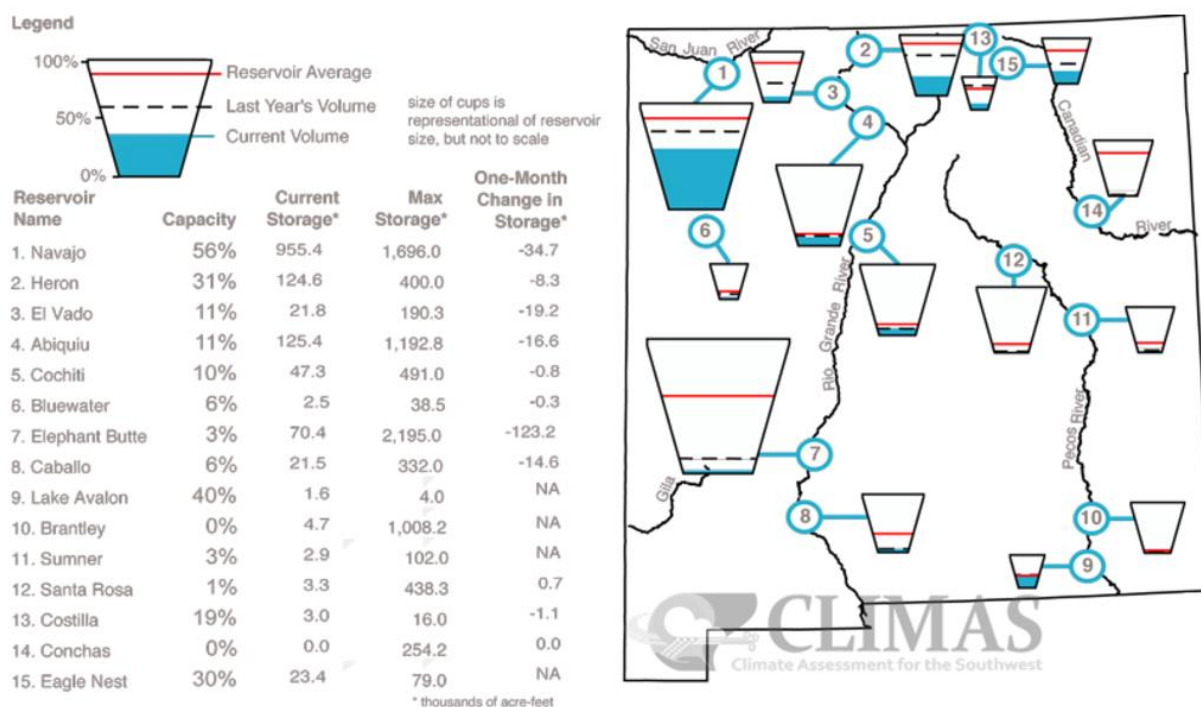 Legend
100%
50%
0%
Reservoir Average
Last Year's Volume
Current Volume
size of cups is
representational of reservoir
size, but not to scale
Reservoir Name Capacity Current Storage* Max Storage* One-Month Change in Storage*
1. Navajo 56% 955.4 1,696.0 -34.7
2. Heron 31% 124.6 400.0 -8.3
3. El Vado 11% 21.8 190.3 -19.2
4. Abiquiu 11% 125.4 1,192.8 -16.6
5. Cochiti 10% 47.3 491.0 -0.8
6. Bluewater 6% 2.5 38.5 -0.3
7. Elephant Butte 3% 70.4 2,195.0 -123.2
8. Caballo 6% 21.5 332.0 -14.6
9. Lake Avalon 40% 1.6 4.0 NA
10. Brantley 0% 4.7 1,008.2 NA
11. Sumner 3% 2.9 102.0 NA
12. Santa Rosa 1% 3.3 438.3 0.7
13. Costilla 19% 3.0 16.0 -1.1
14. Conchas 0% 0.0 254.2 0.0
15. Eagle Nest 30% 23.4 79.0 NA
* thousands of acre-feet
San Juan River
1
2
3
4
13
15
Canadian
River
14
5
6
Rio Grande River
12
11
Pecos River
7
Gila
8
10
9
CLIMAS
Climate Assessment for the Southwest